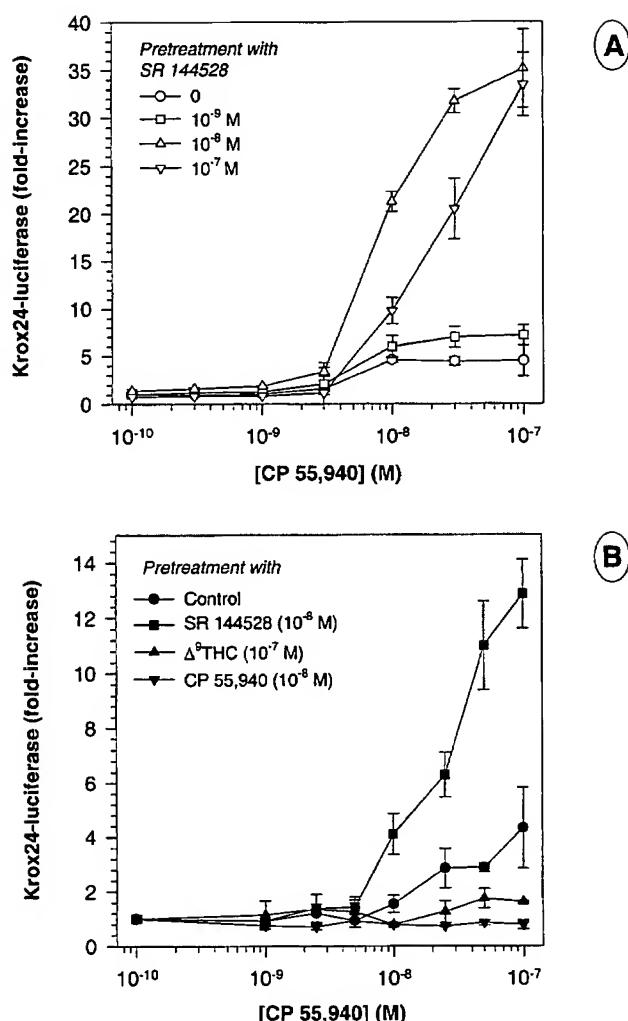 A
Pretreatment with
SR 144528
0
10⁻⁹ M
10⁻⁸ M
10⁻⁷ M
Krox24-luciferase (fold-increase)
40
35
30
25
20
15
10
5
0
10⁻¹⁰
10⁻⁹
10⁻⁸
10⁻⁷
[CP 55,940] (M)
B
Pretreatment with
Control
SR 144528 (10⁻⁸ M)
Δ⁹THC (10⁻⁷ M)
CP 55,940 (10⁻⁸ M)
Krox24-luciferase (fold-increase)
14
12
10
8
6
4
2
0
10⁻¹⁰
10⁻⁹
10⁻⁸
10⁻⁷
[CP 55,940] (M)